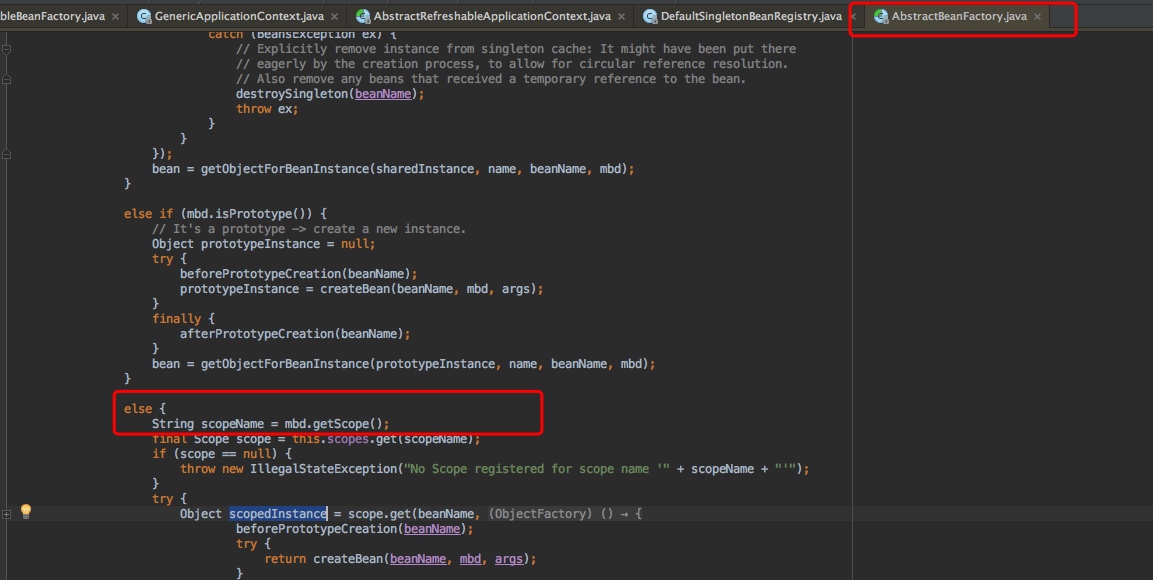 bleBeanFactory.java × GenericApplicationContext.java × AbstractRefreshableApplicationContext.java × DefaultSingletonBeanRegistry.java × AbstractBeanFactory.java ×
catch (BeansException ex) {
// Explicitly remove instance from singleton cache: It might have been put there
// eagerly by the creation process, to allow for circular reference resolution.
// Also remove any beans that received a temporary reference to the bean.
destroySingleton(beanName);
throw ex;
}
}
});
bean = getObjectForBeanInstance(sharedInstance, name, beanName, mbd);
}
else if (mbd.isPrototype()) {
// It's a prototype -> create a new instance.
Object prototypeInstance = null;
try {
beforePrototypeCreation(beanName);
prototypeInstance = createBean(beanName, mbd, args);
}
finally {
afterPrototypeCreation(beanName);
}
bean = getObjectForBeanInstance(prototypeInstance, name, beanName, mbd);
}
else {
String scopeName = mbd.getScope();
final Scope scope = this.scopes.get(scopeName);
if (scope == null) {
throw new IllegalStateException("No Scope registered for scope name '" + scopeName + "'");
}
try {
Object scopedInstance = scope.get(beanName, (ObjectFactory) () → {
beforePrototypeCreation(beanName);
try {
return createBean(beanName, mbd, args);
}